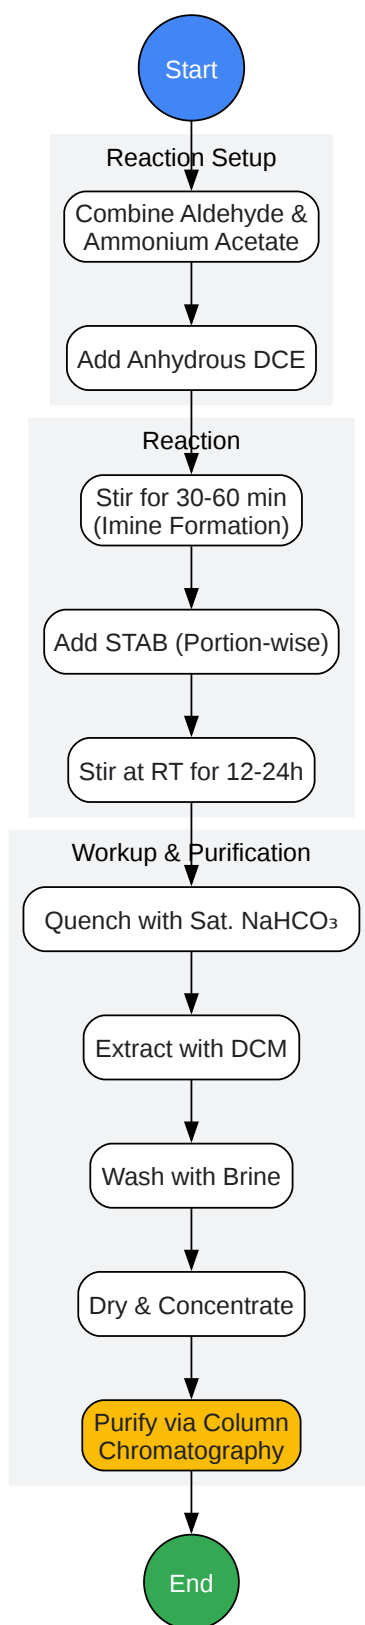 Start
Reaction Setup
Combine Aldehyde &
Ammonium Acetate
Add Anhydrous DCE
Reaction
Stir for 30-60 min
(Imine Formation)
Add STAB (Portion-wise)
Stir at RT for 12-24h
Workup & Purification
Quench with Sat. NaHCO₃
Extract with DCM
Wash with Brine
Dry & Concentrate
Purify via Column
Chromatography
End